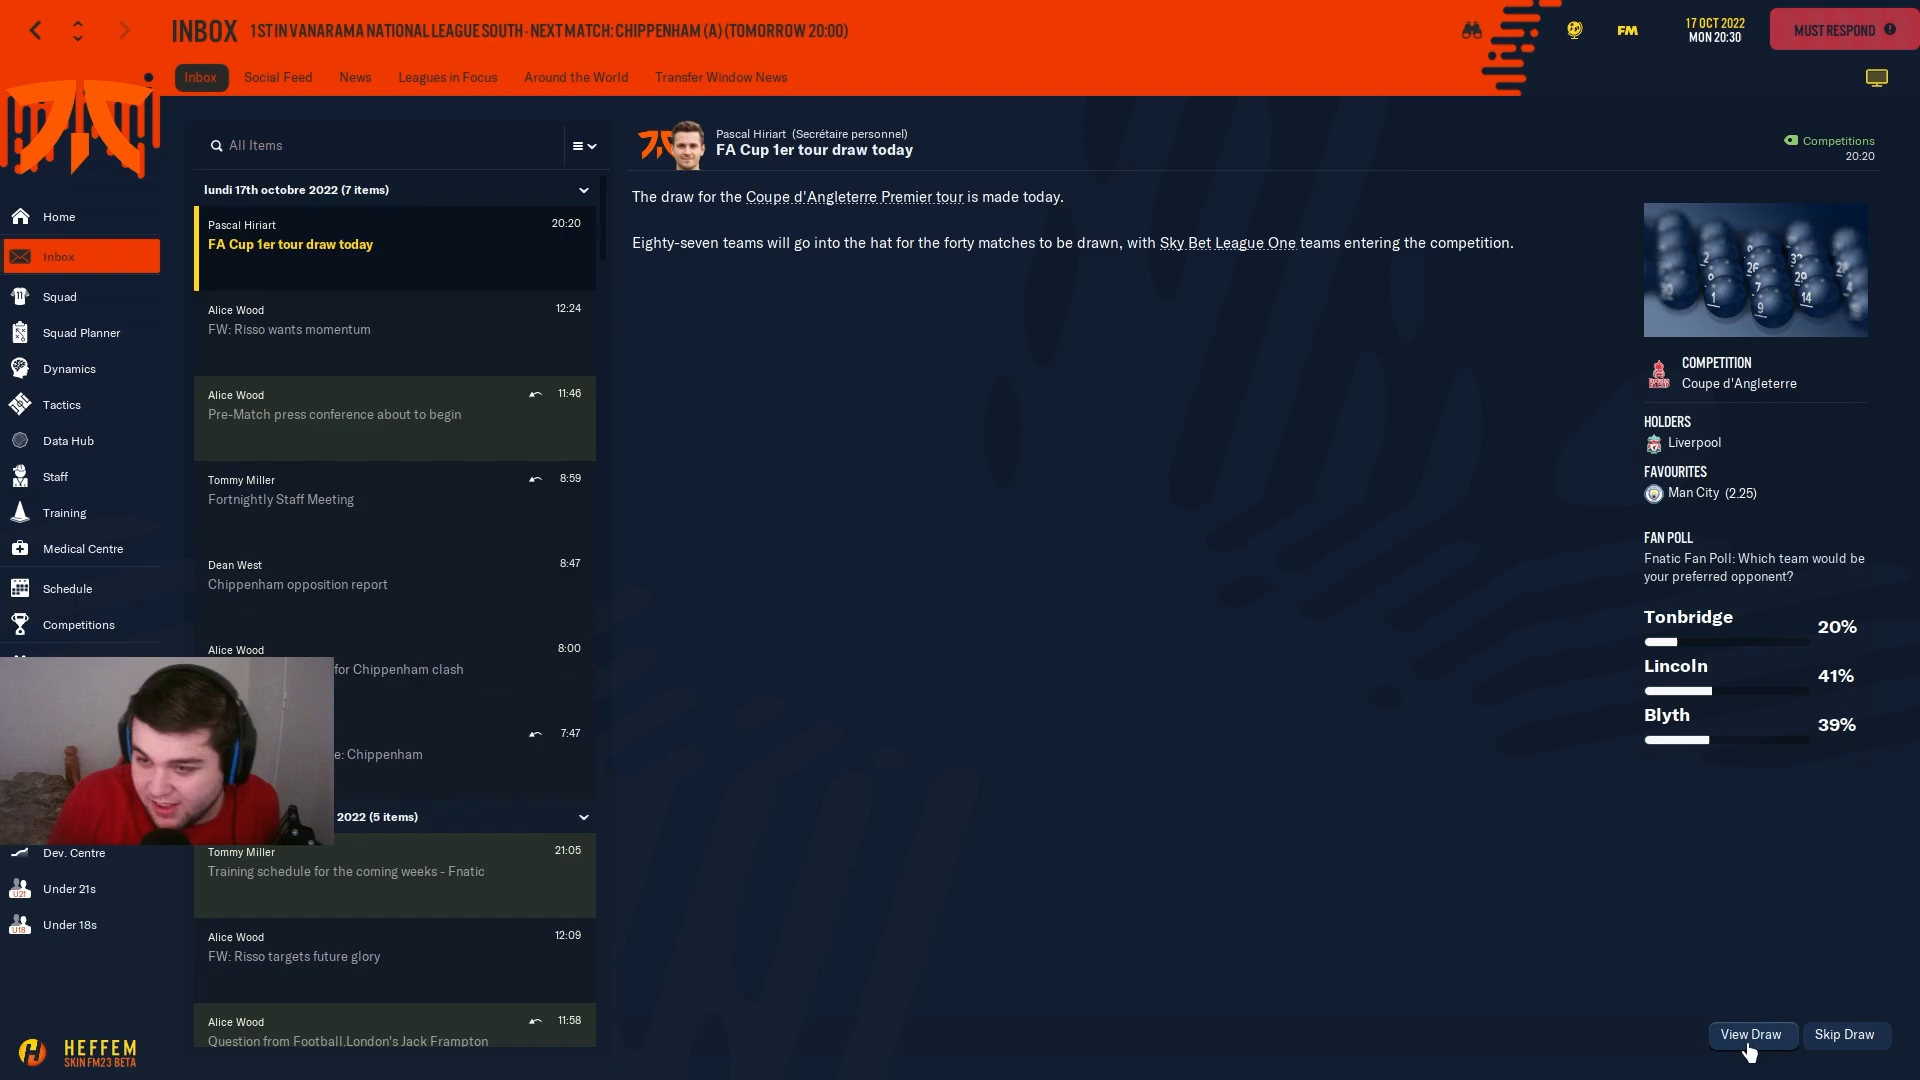 INBOX
1ST IN VANARAMA NATIONAL LEAGUE SOUTH - NEXT MATCH: CHIPPENHAM (A) (TOMORROW 20:00)
FM
17 OCT 2022
MON 20:30
MUST RESPOND
Inbox
Social Feed
News
Leagues in Focus
Around the World
Transfer Window News
Home
Inbox
Squad
Squad Planner
Dynamics
Tactics
Data Hub
Staff
Training
Medical Centre
Schedule
Competitions
Dev. Centre
Under 21s
U21
Under 18s
U18
HEFFEM
SKIN FM23 BETA
All Items
lundi 17th octobre 2022 (7 items)
Pascal Hiriart 20:20
FA Cup 1er tour draw today
Alice Wood 12:24
FW: Risso wants momentum
Alice Wood 11:46
Pre-Match press conference about to begin
Tommy Miller 8:59
Fortnightly Staff Meeting
Dean West 8:47
Chippenham opposition report
Alice Wood 8:00
for Chippenham clash
7:47
e: Chippenham
2022 (5 items)
Tommy Miller 21:05
Training schedule for the coming weeks - Fnatic
Alice Wood 12:09
FW: Risso targets future glory
Alice Wood 11:58
Question from Football.London's Jack Frampton
Pascal Hiriart (Secrétaire personnel)
FA Cup 1er tour draw today
Competitions
20:20
The draw for the Coupe d'Angleterre Premier tour is made today.
Eighty-seven teams will go into the hat for the forty matches to be drawn, with Sky Bet League One teams entering the competition.
COMPETITION
Coupe d'Angleterre
HOLDERS
Liverpool
FAVOURITES
Man City (2.25)
FAN POLL
Fnatic Fan Poll: Which team would be
your preferred opponent?
Tonbridge
20%
Lincoln
41%
Blyth
39%
View Draw
Skip Draw